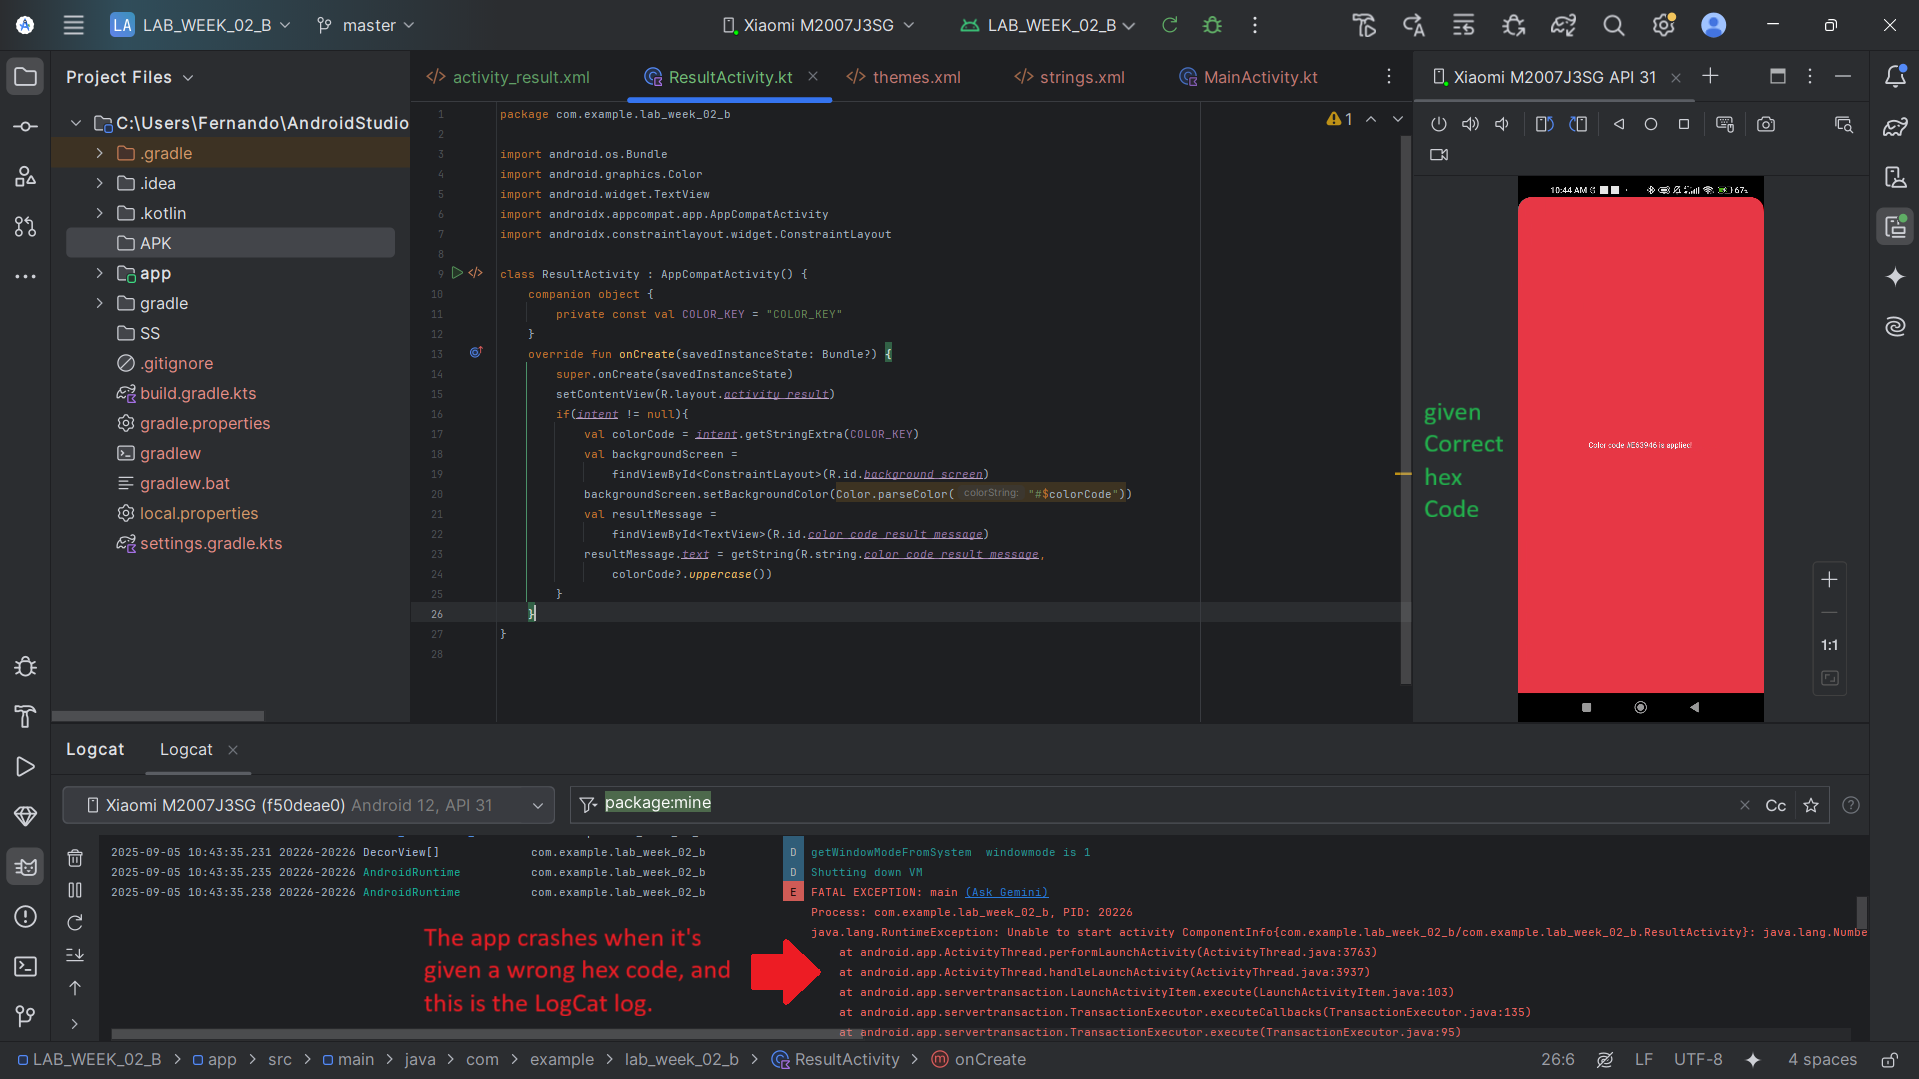 LA LAB_WEEK_02_B master Xiaomi M2007J3SG LAB_WEEK_02_B
Project Files
C:\Users\Fernando\AndroidStudio
.gradle
.idea
.kotlin
APK
app
gradle
SS
.gitignore
build.gradle.kts
gradle.properties
gradlew
gradlew.bat
local.properties
settings.gradle.kts
activity_result.xml ResultActivity.kt themes.xml strings.xml MainActivity.kt
1 package com.example.lab_week_02_b
2
3 import android.os.Bundle
4 import android.graphics.Color
5 import android.widget.TextView
6 import androidx.appcompat.app.AppCompatActivity
7 import androidx.constraintlayout.widget.ConstraintLayout
8
9 class ResultActivity : AppCompatActivity() {
10 companion object {
11 private const val COLOR_KEY = "COLOR_KEY"
12 }
13 override fun onCreate(savedInstanceState: Bundle?) {
14 super.onCreate(savedInstanceState)
15 setContentView(R.layout.activity_result)
16 if(intent != null){
17 val colorCode = intent.getStringExtra(COLOR_KEY)
18 val backgroundScreen =
19 findViewById<ConstraintLayout>(R.id.background_screen)
20 backgroundScreen.setBackgroundColor(Color.parseColor( colorString: "#$colorCode"))
21 val resultMessage =
22 findViewById<TextView>(R.id.color_code_result_message)
23 resultMessage.text = getString(R.string.color_code_result_message,
24 colorCode?.uppercase())
25 }
26 }
27 }
28
1
Xiaomi M2007J3SG API 31
10:44 AM 67%
Color code #E63946 is applied!
given
Correct
hex
Code
1:1
Logcat Logcat
Xiaomi M2007J3SG (f50deae0) Android 12, API 31
package:mine
Cc
2025-09-05 10:43:35.231 20226-20226 DecorView[] com.example.lab_week_02_b D getWindowModeFromSystem windowmode is 1
2025-09-05 10:43:35.235 20226-20226 AndroidRuntime com.example.lab_week_02_b D Shutting down VM
2025-09-05 10:43:35.238 20226-20226 AndroidRuntime com.example.lab_week_02_b E FATAL EXCEPTION: main (Ask Gemini)
Process: com.example.lab_week_02_b, PID: 20226
java.lang.RuntimeException: Unable to start activity ComponentInfo{com.example.lab_week_02_b/com.example.lab_week_02_b.ResultActivity}: java.lang.Numbe
at android.app.ActivityThread.performLaunchActivity(ActivityThread.java:3763)
at android.app.ActivityThread.handleLaunchActivity(ActivityThread.java:3937)
at android.app.servertransaction.LaunchActivityItem.execute(LaunchActivityItem.java:103)
at android.app.servertransaction.TransactionExecutor.executeCallbacks(TransactionExecutor.java:135)
at android.app.servertransaction.TransactionExecutor.execute(TransactionExecutor.java:95)
The app crashes when it's
given a wrong hex code, and
this is the LogCat log.
LAB_WEEK_02_B app src main java com example lab_week_02_b ResultActivity onCreate
26:6 LF UTF-8 4 spaces